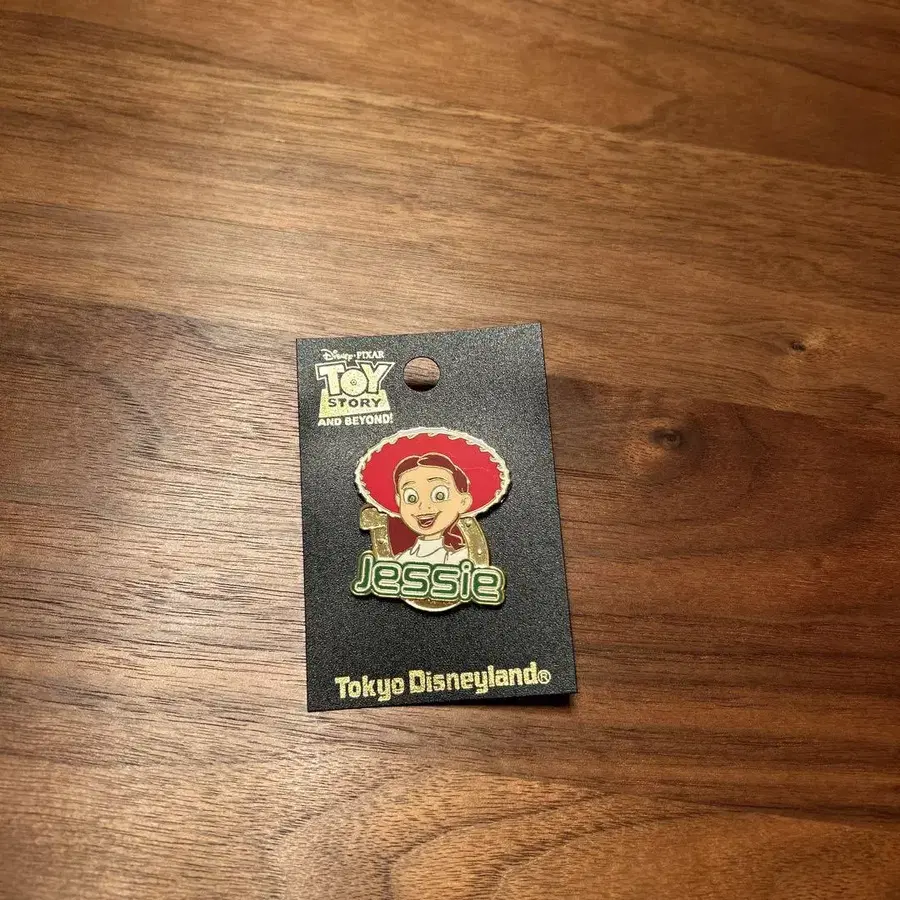 Disney·PIXAR
TOY
STORY
AND BEYOND!
Jessie
Tokyo Disneyland®